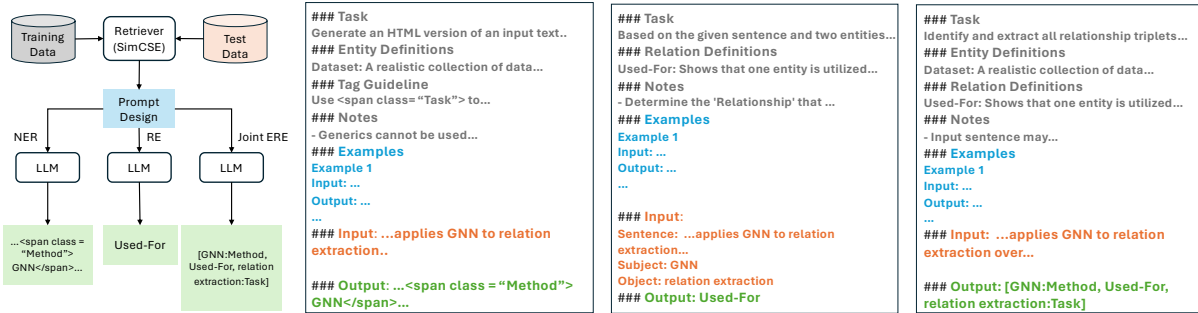 Training
Data
Retriever
(SimCSE)
Test
Data
Prompt
Design
NER
RE
Joint ERE
LLM
LLM
LLM
...<span class =
“Method”>
GNN</span>...
Used-For
[GNN:Method,
Used-For, relation
extraction:Task]
### Task
Generate an HTML version of an input text..
### Entity Definitions
Dataset: A realistic collection of data...
### Tag Guideline
Use <span class= “Task”> to...
### Notes
- Generics cannot be used...
### Examples
Example 1
Input: ...
Output: ...
...
### Input: ...applies GNN to relation
extraction..
### Output: ...<span class = “Method”>
GNN</span>...
### Task
Based on the given sentence and two entities...
### Relation Definitions
Used-For: Shows that one entity is utilized...
### Notes
- Determine the 'Relationship' that ...
### Examples
Example 1
Input: ...
Output: ...
...
### Input:
Sentence: ...applies GNN to relation
extraction...
Subject: GNN
Object: relation extraction
### Output: Used-For
### Task
Identify and extract all relationship triplets...
### Entity Definitions
Dataset: A realistic collection of data...
### Relation Definitions
Used-For: Shows that one entity is utilized...
### Notes
- Input sentence may...
### Examples
Example 1
Input: ...
Output: ...
...
### Input: ...applies GNN to relation
extraction over...
### Output: [GNN:Method, Used-For,
relation extraction:Task]